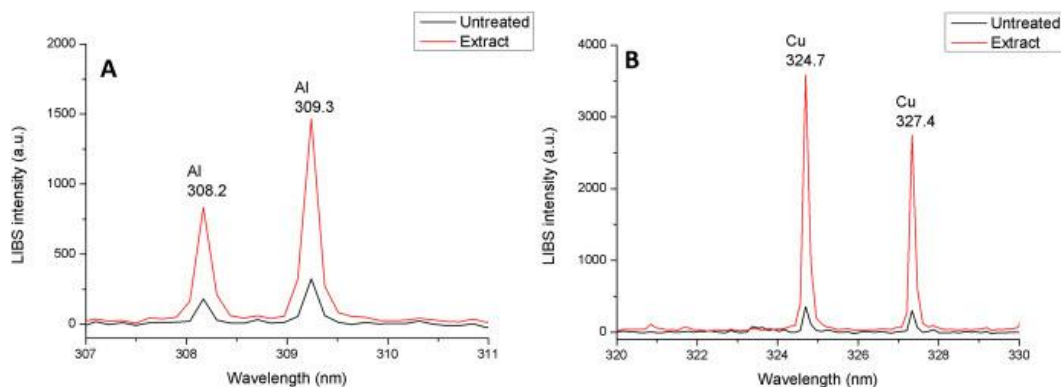 Untreated
Extract
A
LIBS intensity (a.u.)
2000
1500
1000
500
0
Al
308.2
Al
309.3
307
308
309
310
311
Wavelength (nm)
Untreated
Extract
B
LIBS intensity (a.u.)
4000
3000
2000
1000
0
Cu
324.7
Cu
327.4
320
322
324
326
328
330
Wavelength (nm)